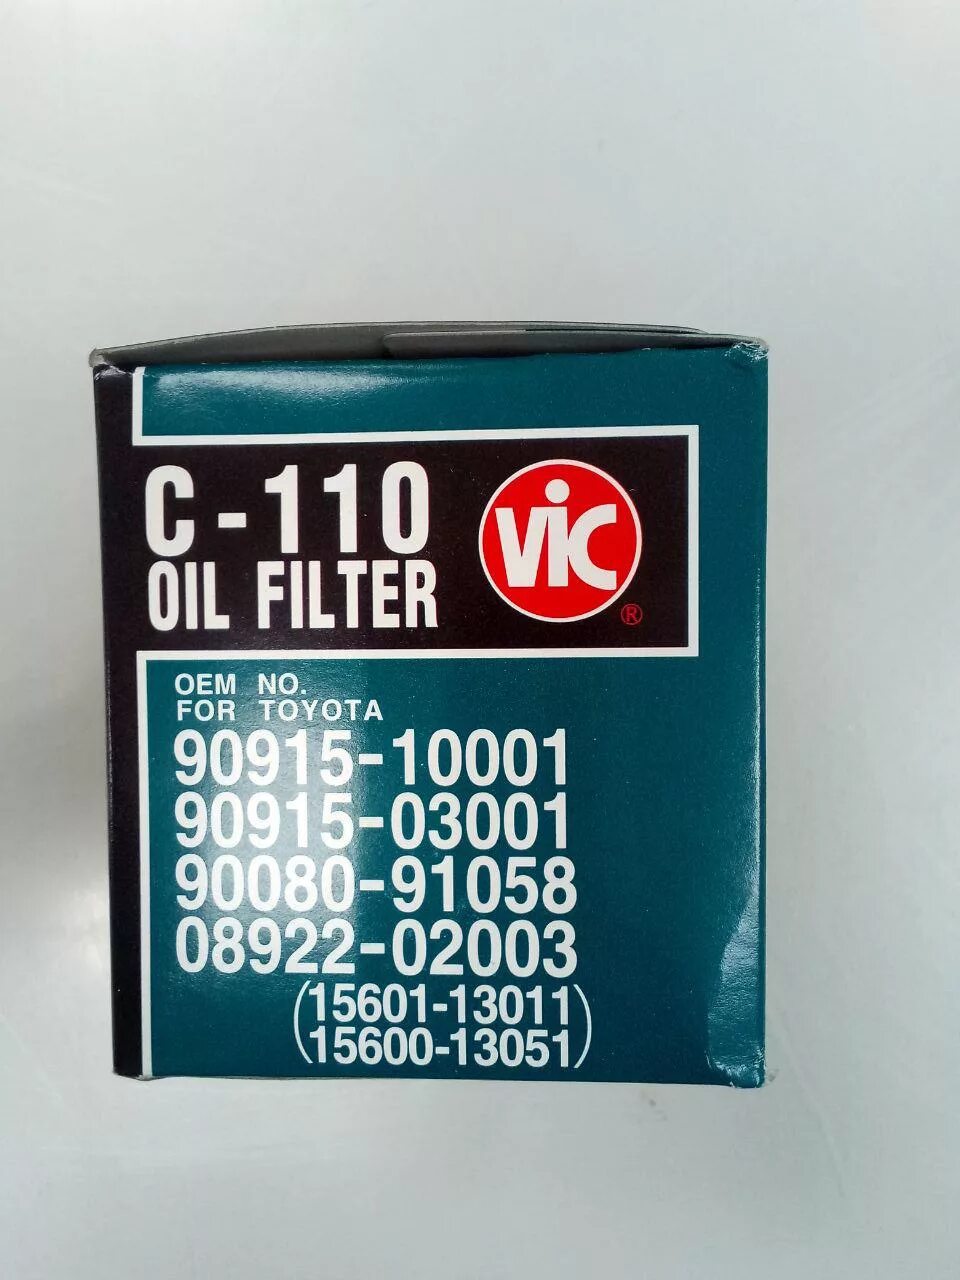 C-110
OIL FILTER
VIC
®
OEM NO.
FOR TOYOTA
90915-10001
90915-03001
90080-91058
08922-02003
(15601-13011)
(15600-13051)